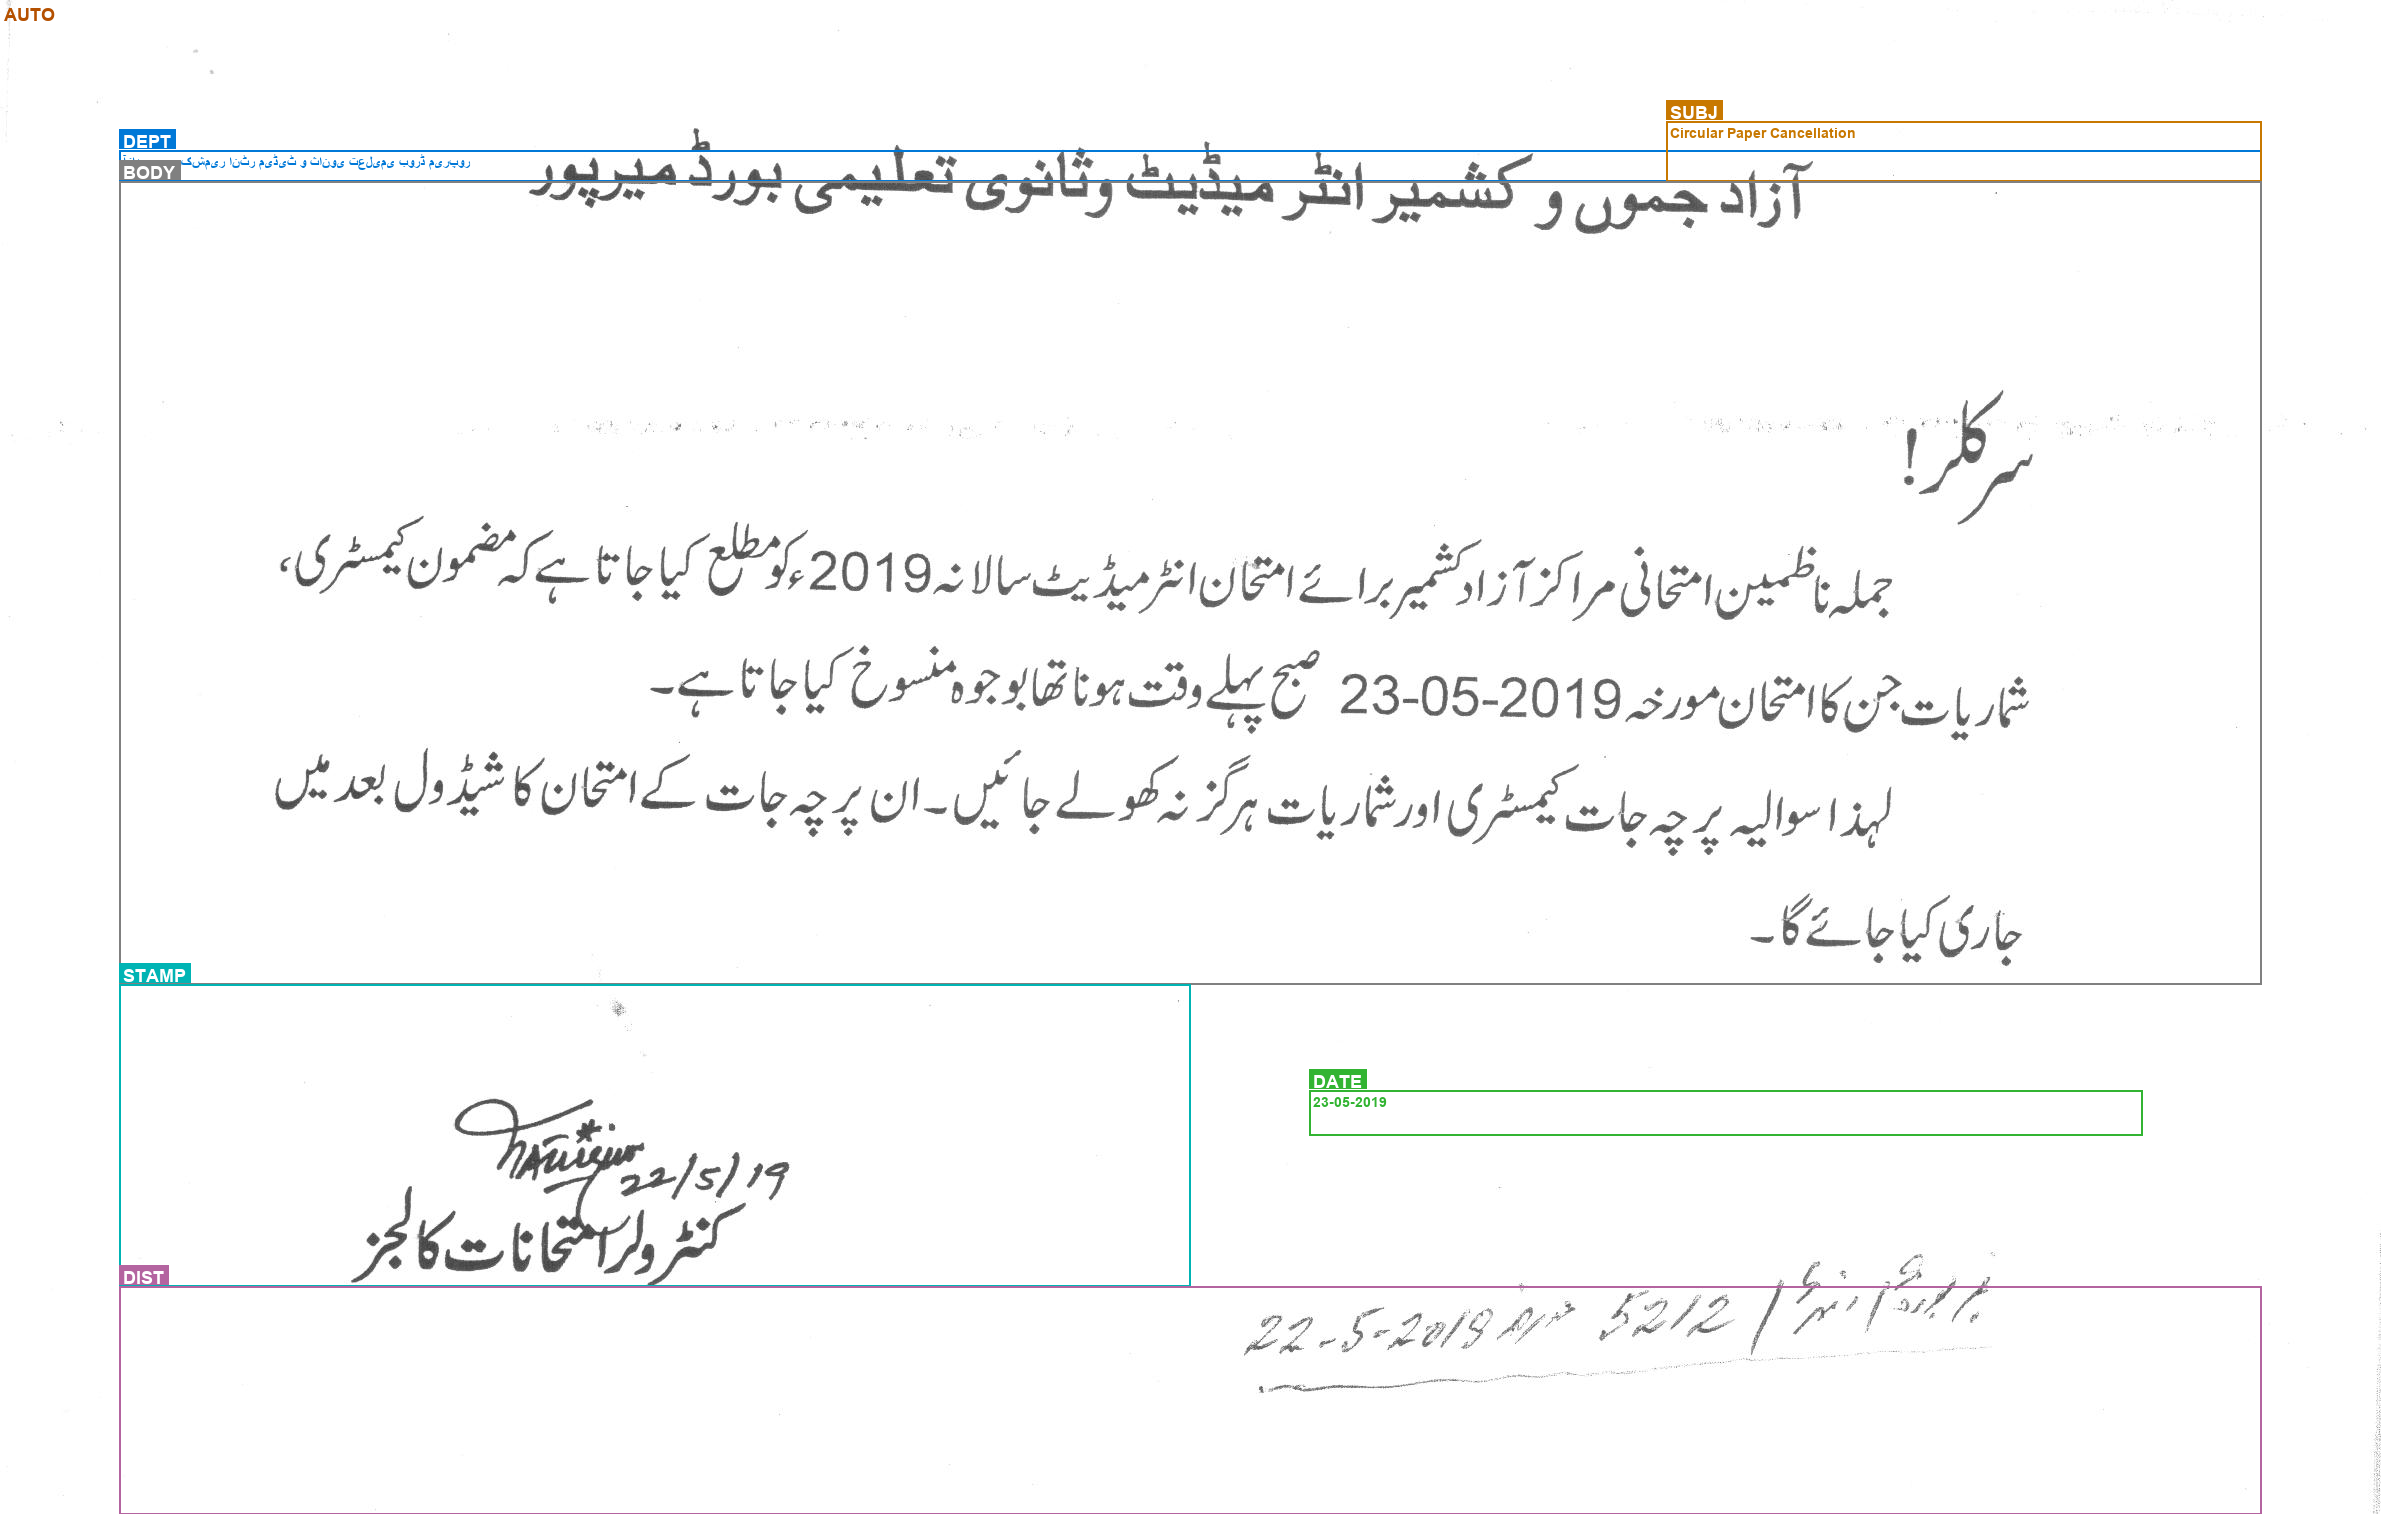 AUTO
SUBJ
Circular Paper Cancellation
DEPT
BODY
آزاد جموں و کشمیر انٹر میڈیٹ وثانوی تعلیمی بورڈ میرپور
سرکلر!
جملہ ناظمین امتحانی مراکز آزاد کشمیر برائے امتحان انٹر میڈیٹ سالانہ 2019ء کو مطلع کیا جاتا ہے کہ مضمون کیمسٹری،
شماریات جن کا امتحان مورخہ 23-05-2019 صبح پہلے وقت ہونا تھا بوجوہ منسوخ کیا جاتا ہے۔
لہذا سوالیہ پرچہ جات کیمسٹری اور شماریات ہرگز نہ کھولے جائیں۔ ان پرچہ جات کے امتحان کا شیڈول بعد میں
جاری کیا جائے گا۔
STAMP
DATE
23-05-2019
22/5/19
کنٹرولر امتحانات کالجز
DIST
5212
22-5-2019